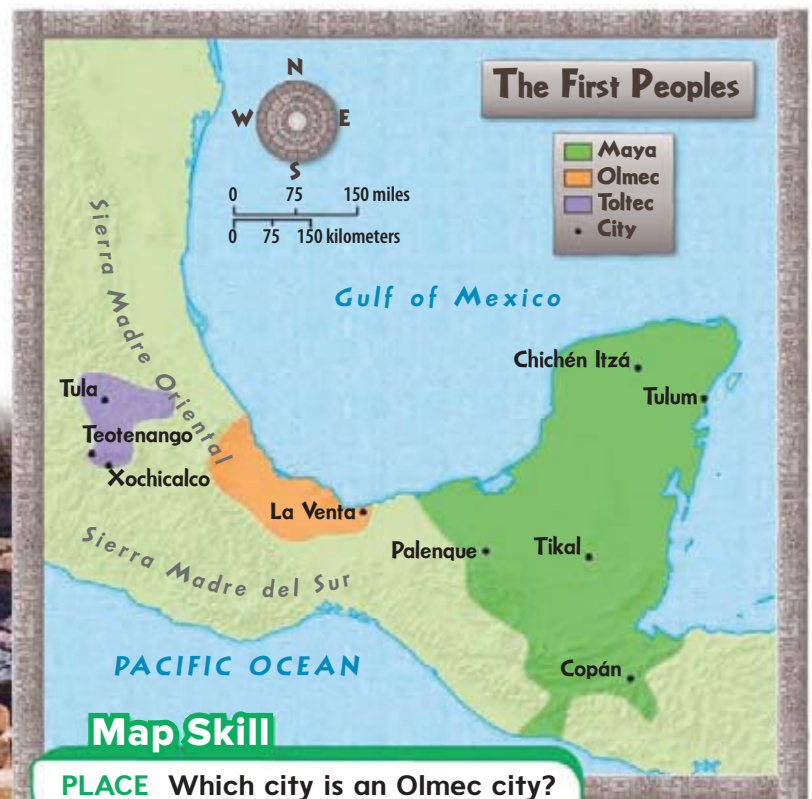 The First Peoples
N
W E
S
0 75 150 miles
0 75 150 kilometers
Maya
Olmec
Toltec
City
Sierra Madre Oriental
Gulf of Mexico
Chichén Itzá
Tulum
Tula
Teotenango
Xochicalco
La Venta
Palenque
Tikal
Sierra Madre del Sur
PACIFIC OCEAN
Copán
Map Skill
PLACE Which city is an Olmec city?